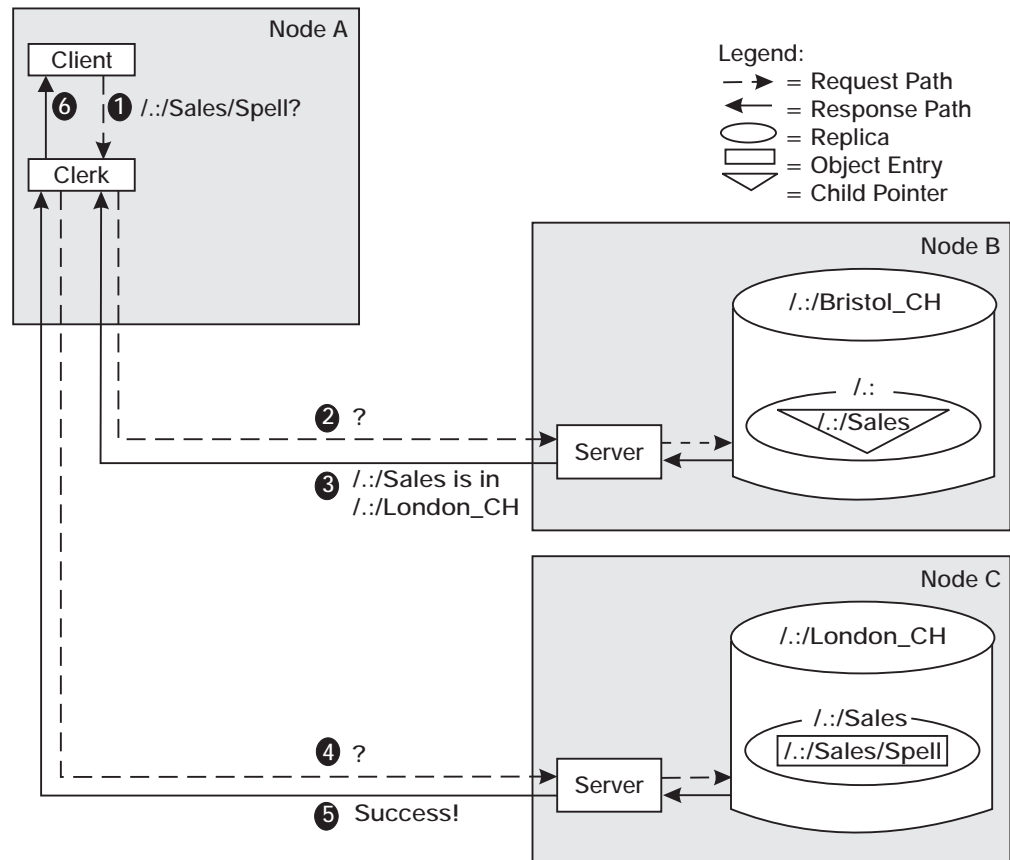 Node A
Client
6
1 /.:/Sales/Spell?
Clerk
Legend:
= Request Path
= Response Path
= Replica
= Object Entry
= Child Pointer
Node B
/.:/Bristol_CH
/.:
/.:/Sales
2 ?
Server
3 /.:/Sales is in
/.:/London_CH
Node C
/.:/London_CH
/.:/Sales
/.:/Sales/Spell
4 ?
Server
5 Success!